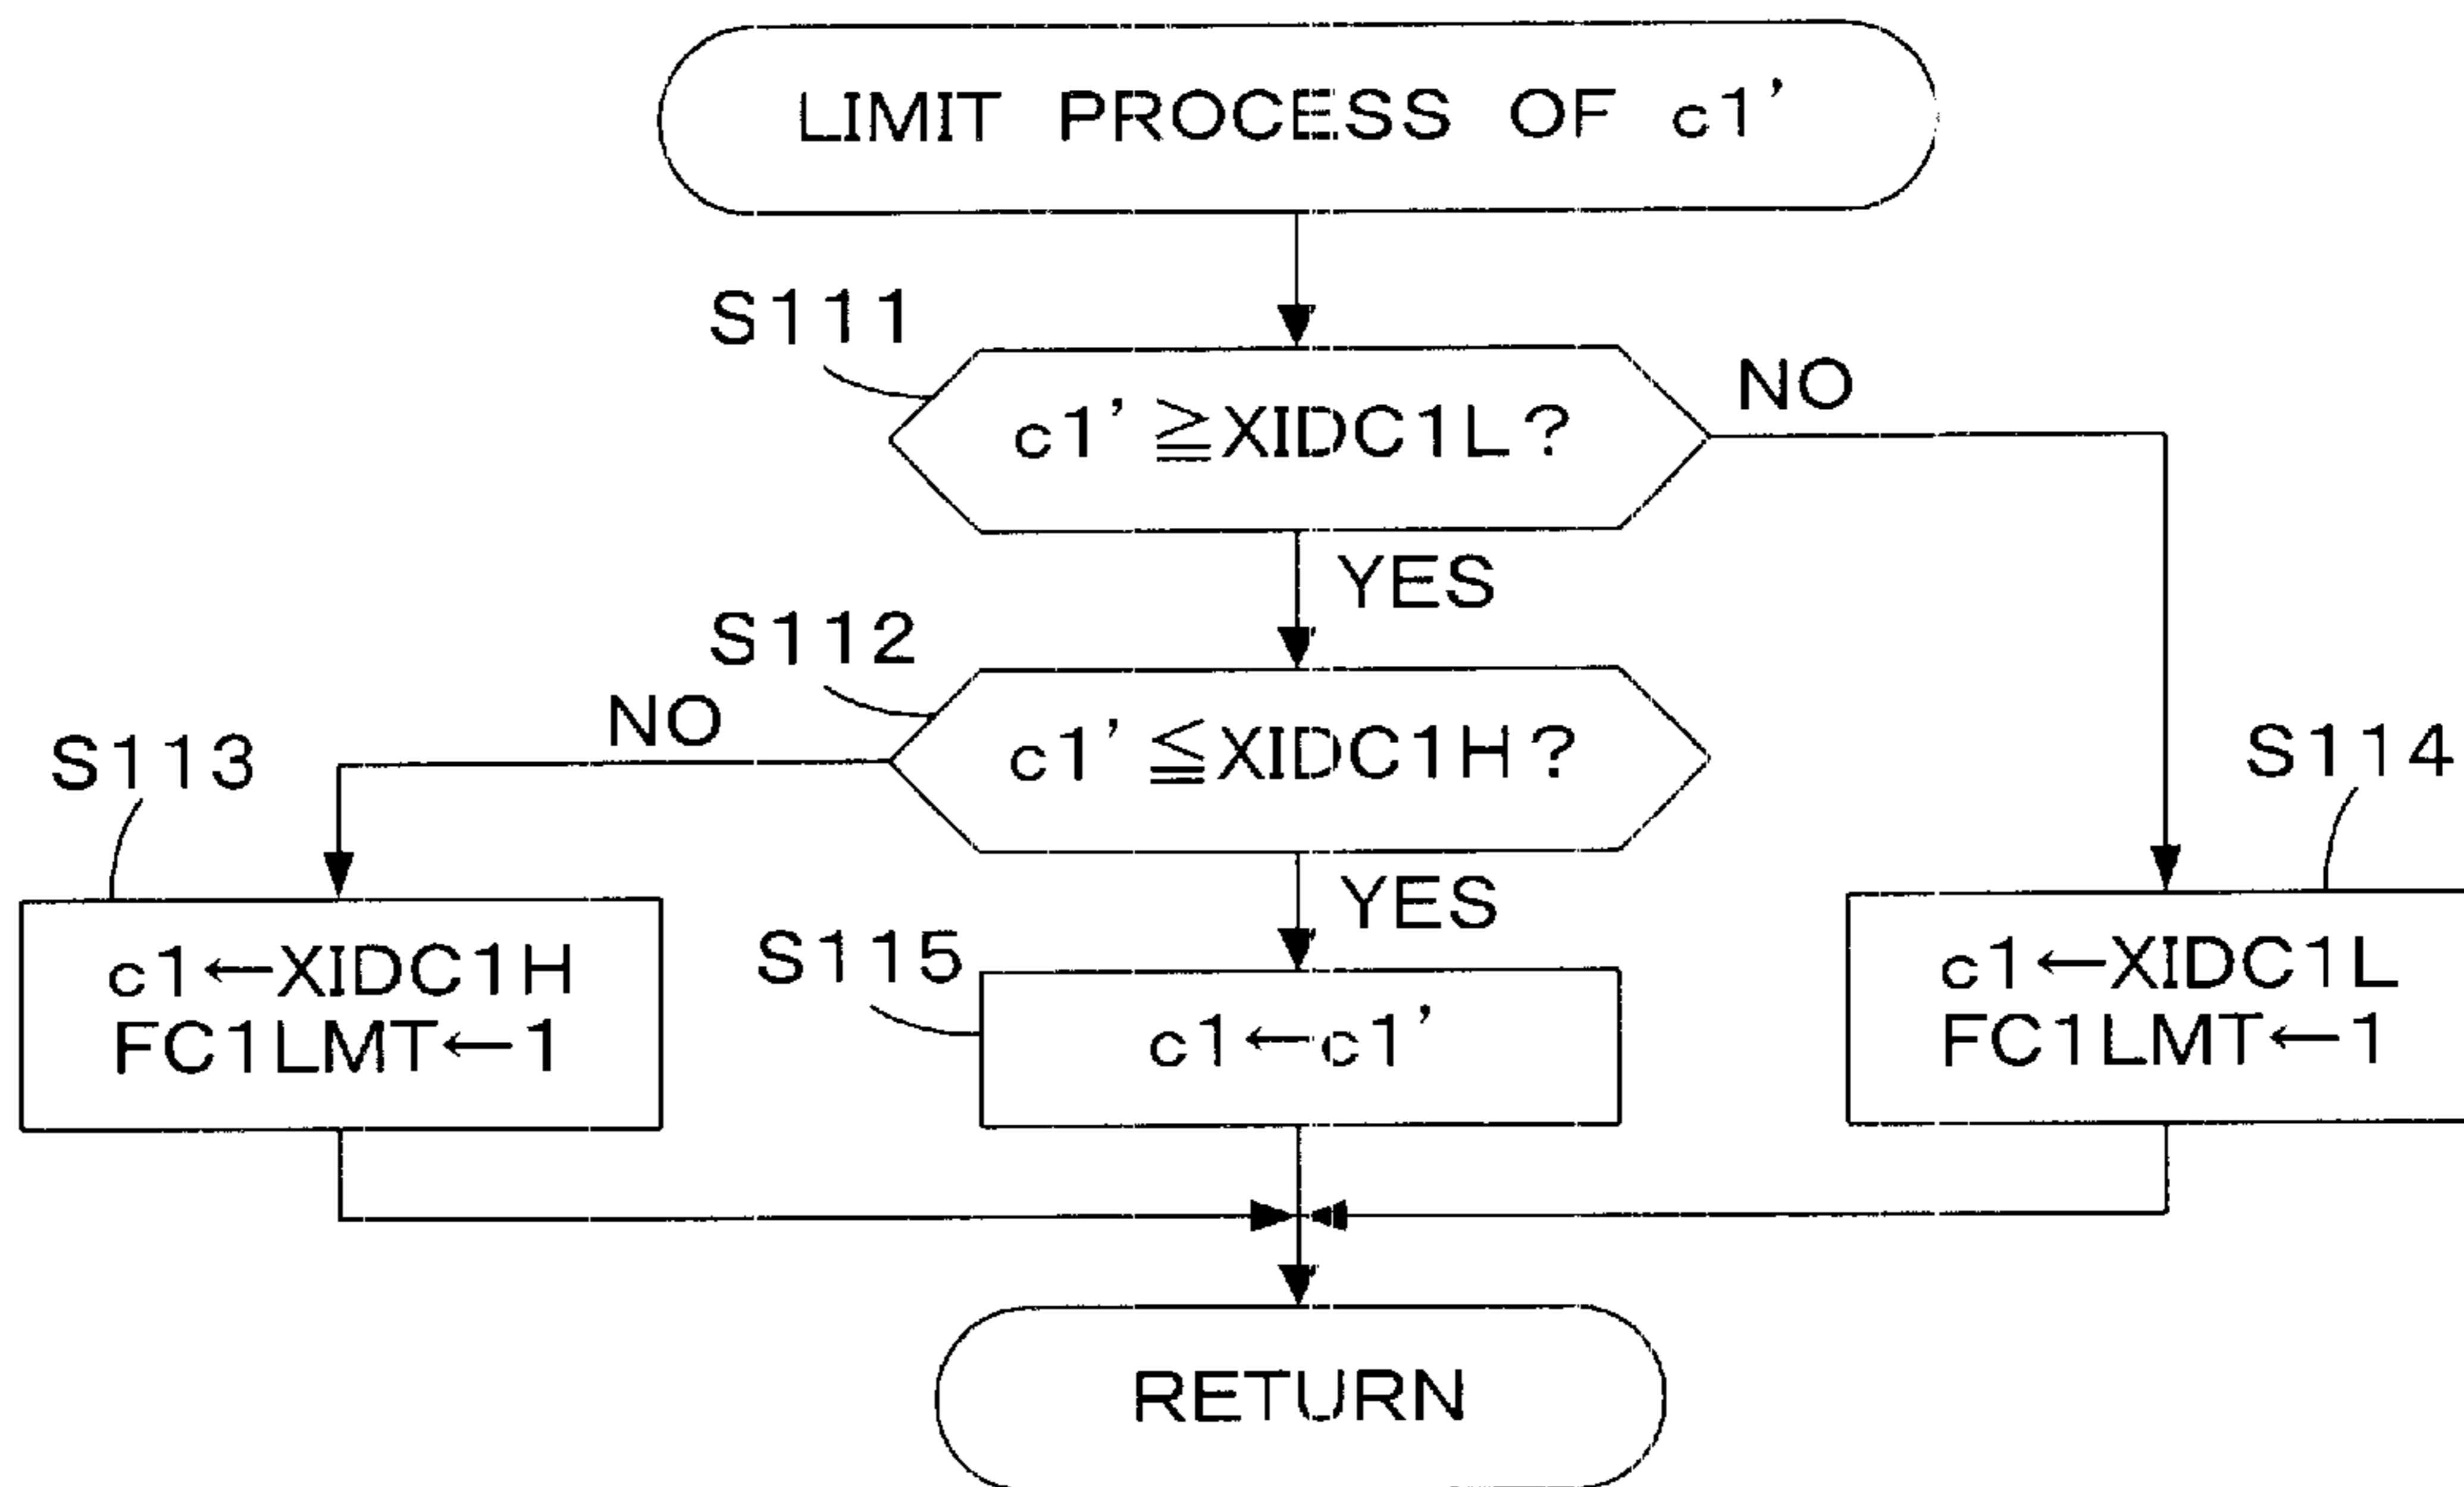 LIMIT PROCESS OF c1'
S111
c1' ≧XIDC1L?
NO
YES
S112
c1' ≦XIDC1H?
NO
S113
S114
YES
c1←XIDC1H
FC1LMT←1
S115
c1←c1'
c1←XIDC1L
FC1LMT←1
RETURN